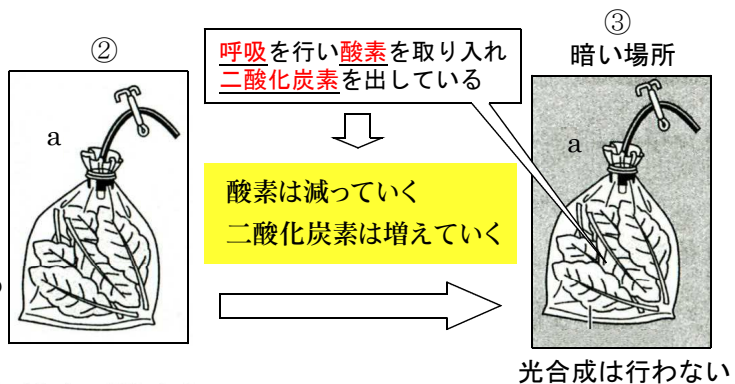 ②
a
呼吸を行い酸素を取り入れ
二酸化炭素を出している
酸素は減っていく
二酸化炭素は増えていく
③
暗い場所
a
光合成は行わない